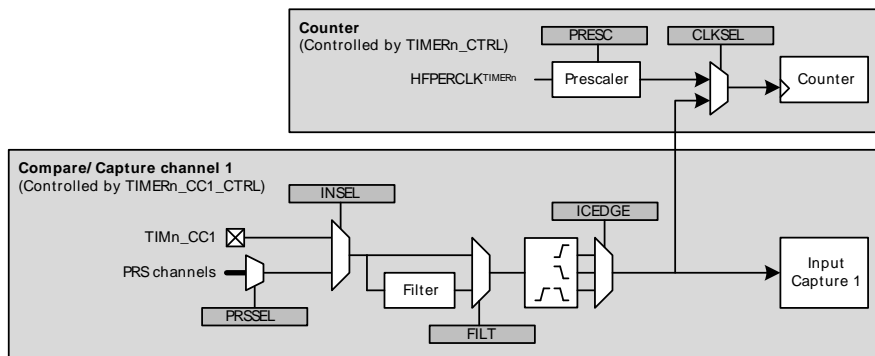 Counter
(Controlled by TIMERn_CTRL)
PRESC
CLKSEL
HFPERCLKTIMERn
Prescaler
Counter
Compare/ Capture channel 1
(Controlled by TIMERn_CC1_CTRL)
INSEL
ICEDGE
TIMn_CC1
PRS channels
Filter
Input
Capture 1
PRSSEL
FILT